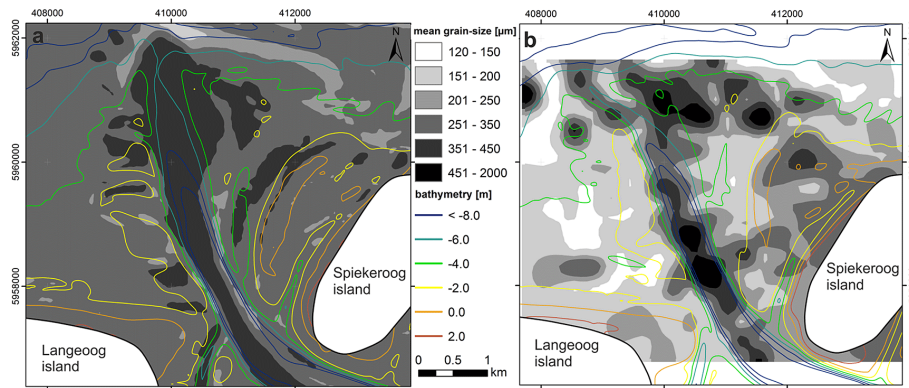 408000 410000 412000
5962000
5960000
5958000
a
N
Spiekeroog
island
Langeoog
island
mean grain-size [µm]
120 - 150
151 - 200
201 - 250
251 - 350
351 - 450
451 - 2000
bathymetry [m]
< -8.0
-6.0
-4.0
-2.0
0.0
2.0
0 0.5 1
km
408000 410000 412000
b
N
Spiekeroog
island
Langeoog
island